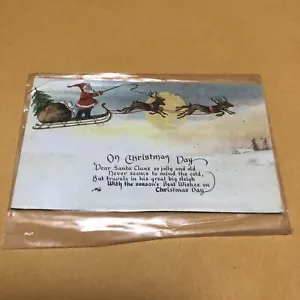 On Christmas Day
Dear Santa Claus so jolly and old
Never seems to mind the cold,
But travels in his great big sleigh
With the season's Best Wishes on
Christmas Day